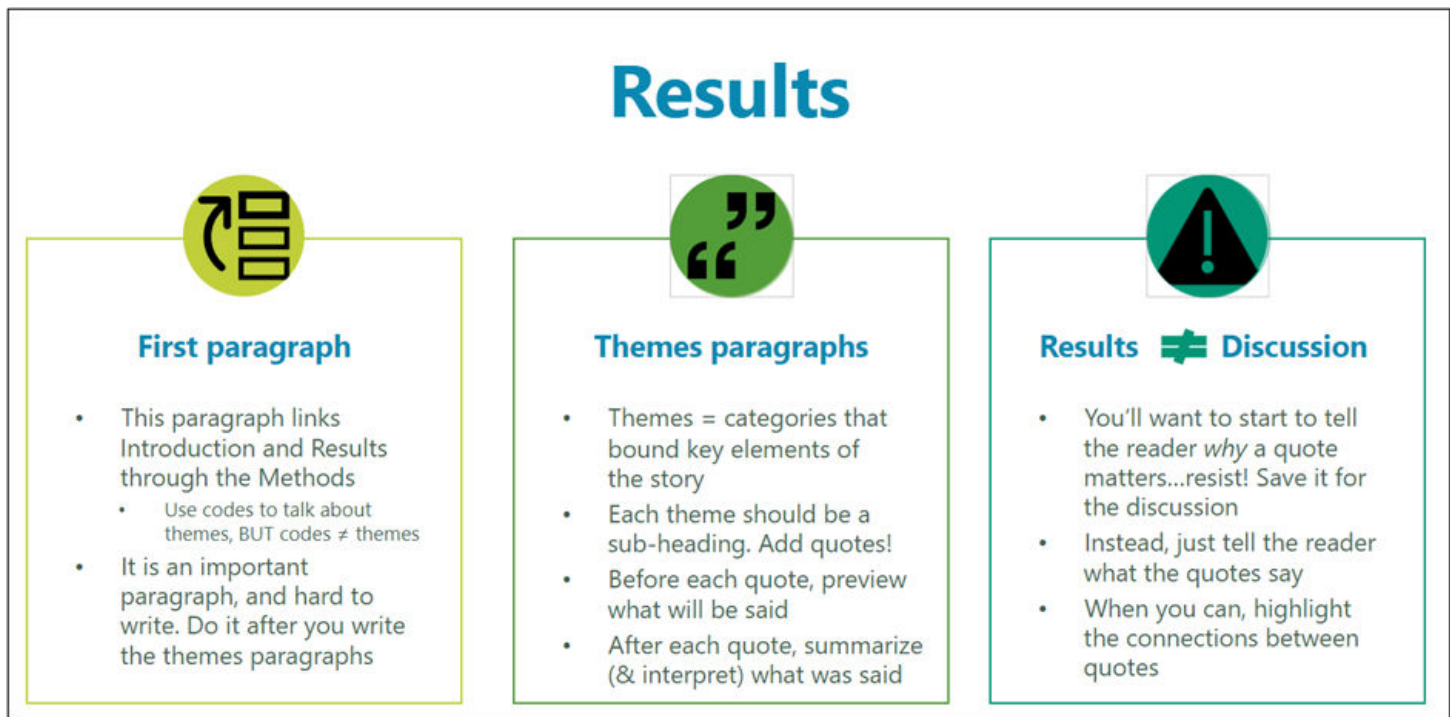 Results
First paragraph
• This paragraph links
Introduction and Results
through the Methods
• Use codes to talk about
themes, BUT codes ≠ themes
• It is an important
paragraph, and hard to
write. Do it after you write
the themes paragraphs
Themes paragraphs
• Themes = categories that
bound key elements of
the story
• Each theme should be a
sub-heading. Add quotes!
• Before each quote, preview
what will be said
• After each quote, summarize
(& interpret) what was said
Results ≠ Discussion
• You’ll want to start to tell
the reader why a quote
matters...resist! Save it for
the discussion
• Instead, just tell the reader
what the quotes say
• When you can, highlight
the connections between
quotes